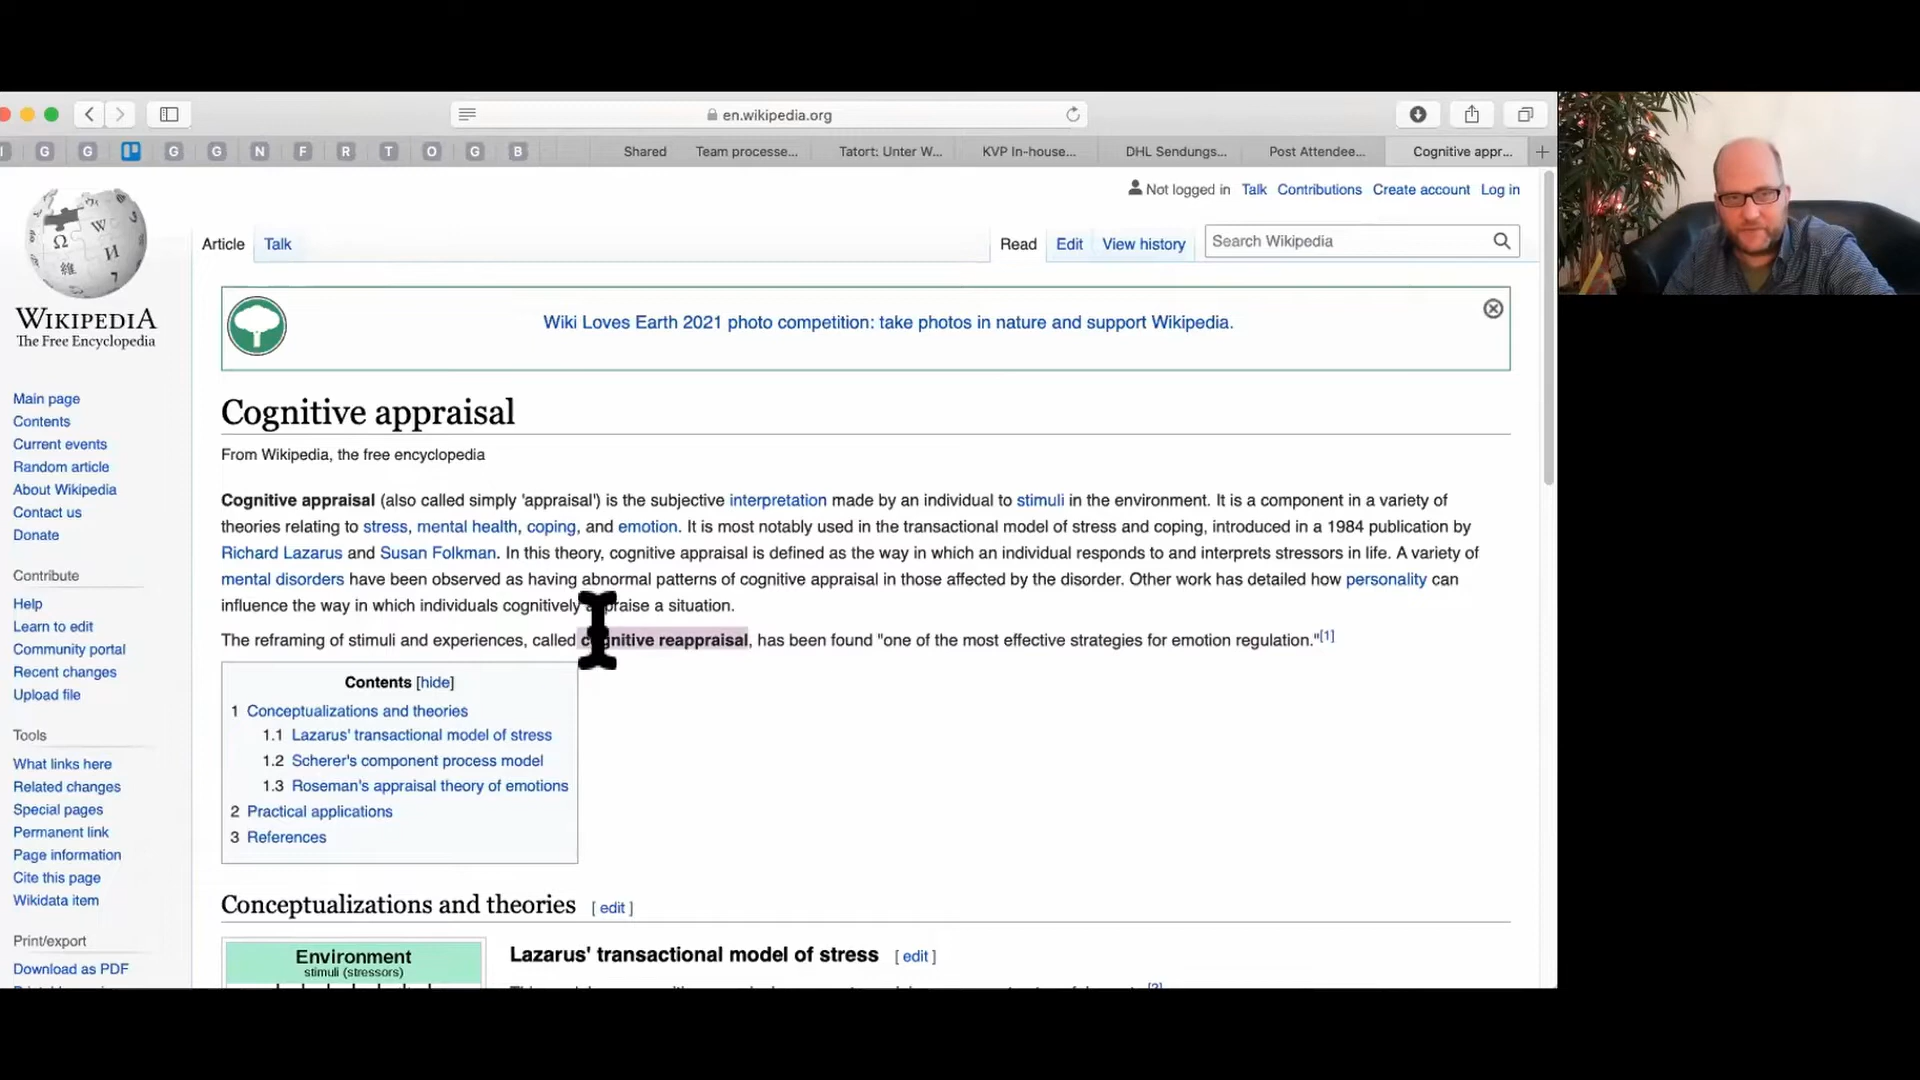 en.wikipedia.org
G G G G N F R T O G B
Shared Team processe... Tatort: Unter W... KVP In-house... DHL Sendungs... Post Attendee... Cognitive appr...
Not logged in Talk Contributions Create account Log in
Article Talk Read Edit View history Search Wikipedia
WIKIPEDIA
The Free Encyclopedia
Main page
Contents
Current events
Random article
About Wikipedia
Contact us
Donate
Contribute
Help
Learn to edit
Community portal
Recent changes
Upload file
Tools
What links here
Related changes
Special pages
Permanent link
Page information
Cite this page
Wikidata item
Print/export
Download as PDF
Wiki Loves Earth 2021 photo competition: take photos in nature and support Wikipedia.
Cognitive appraisal
From Wikipedia, the free encyclopedia
Cognitive appraisal (also called simply 'appraisal') is the subjective interpretation made by an individual to stimuli in the environment. It is a component in a variety of
theories relating to stress, mental health, coping, and emotion. It is most notably used in the transactional model of stress and coping, introduced in a 1984 publication by
Richard Lazarus and Susan Folkman. In this theory, cognitive appraisal is defined as the way in which an individual responds to and interprets stressors in life. A variety of
mental disorders have been observed as having abnormal patterns of cognitive appraisal in those affected by the disorder. Other work has detailed how personality can
influence the way in which individuals cognitively appraise a situation.
The reframing of stimuli and experiences, called cognitive reappraisal, has been found "one of the most effective strategies for emotion regulation."[1]
Contents [hide]
1 Conceptualizations and theories
1.1 Lazarus' transactional model of stress
1.2 Scherer's component process model
1.3 Roseman's appraisal theory of emotions
2 Practical applications
3 References
Conceptualizations and theories [ edit ]
Environment
stimuli (stressors)
Lazarus' transactional model of stress [ edit ]